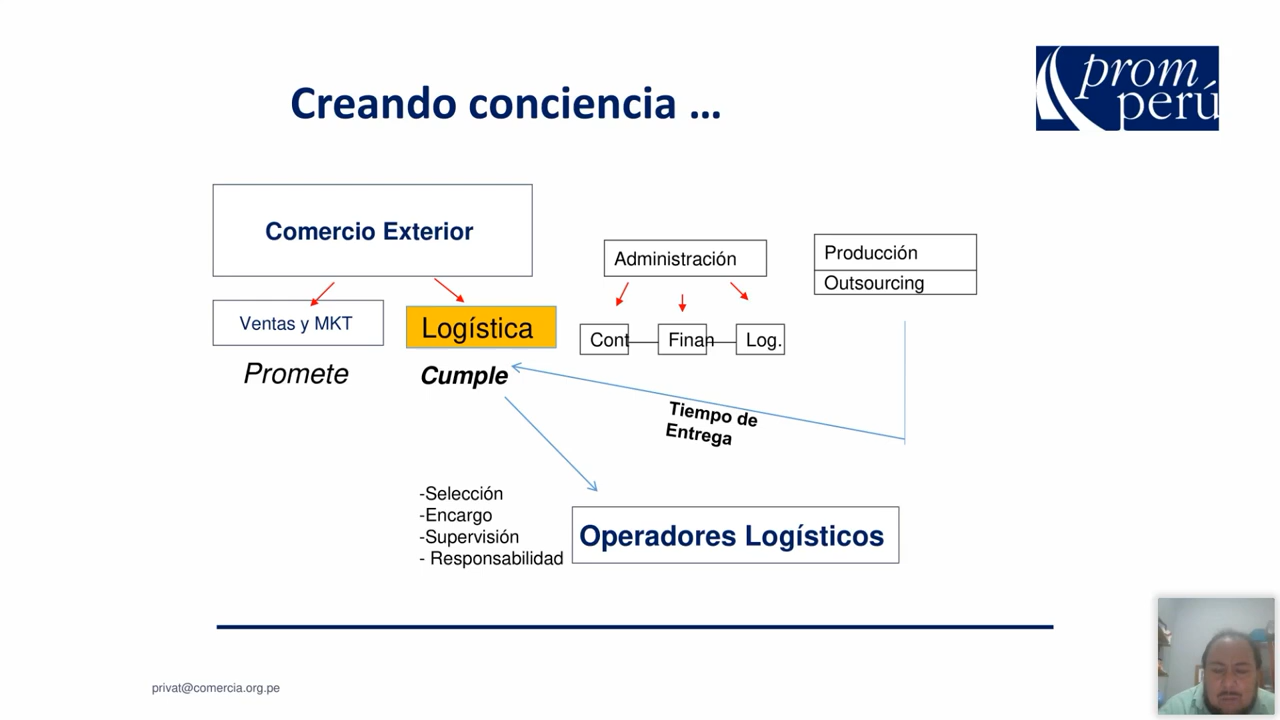 Creando conciencia ...
prom
perú
Comercio Exterior
Ventas y MKT
Logística
Promete
Cumple
Administración
Cont
Finan
Log.
Producción
Outsourcing
Tiempo de
Entrega
-Selección
-Encargo
-Supervisión
- Responsabilidad
Operadores Logísticos
privat@comercia.org.pe